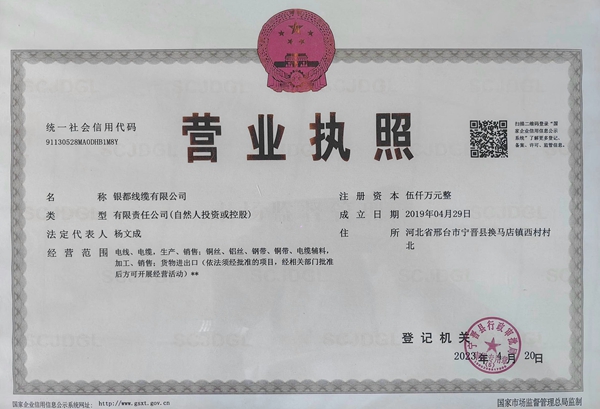 统一社会信用代码
91130528MA0DHB1M8Y
营业执照
扫描二维码登录“国
家企业信用信息公示
系统”了解更多登记、
备案、许可、监管信息。
名 称 银都线缆有限公司
类 型 有限责任公司(自然人投资或控股)
法定代表人 杨文成
经营范围 电线、电缆,生产、销售;铜丝、铝丝、钢带、铜带、电缆辅料,
加工、销售;货物进出口(依法须经批准的项目,经相关部门批准
后方可开展经营活动)**
注册资本 伍仟万元整
成立日期 2019年04月29日
住所 河北省邢台市宁晋县换马店镇西村村
北
登记机关
宁晋县行政审批局
2023年 4月 20日
国家企业信用信息公示系统网址: http://www.gsxt.gov.cn
国家市场监督管理总局监制